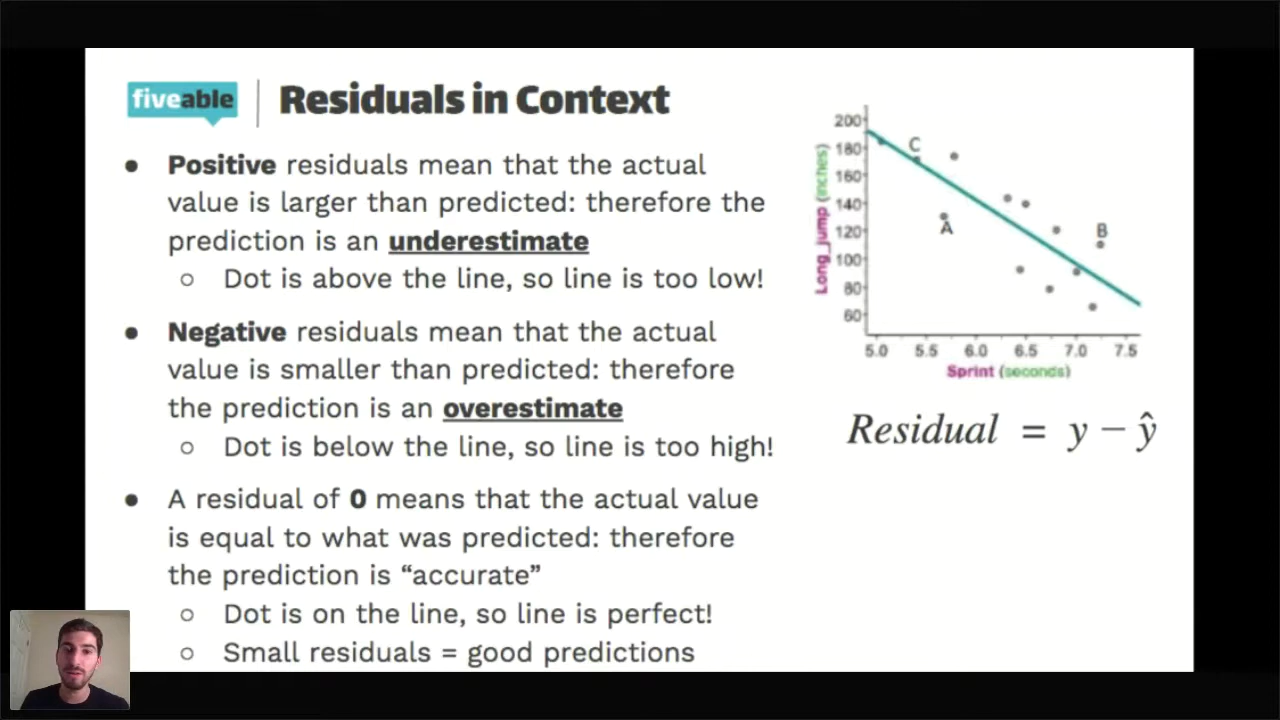 fiveable
Residuals in Context
● Positive residuals mean that the actual
value is larger than predicted: therefore the
prediction is an underestimate
○ Dot is above the line, so line is too low!
● Negative residuals mean that the actual
value is smaller than predicted: therefore
the prediction is an overestimate
○ Dot is below the line, so line is too high!
● A residual of 0 means that the actual value
is equal to what was predicted: therefore
the prediction is “accurate”
○ Dot is on the line, so line is perfect!
○ Small residuals = good predictions
Long_jump (inches)
200
180
160
140
120
100
80
60
C
A
B
5.0 5.5 6.0 6.5 7.0 7.5
Sprint (seconds)
Residual = y − ŷ